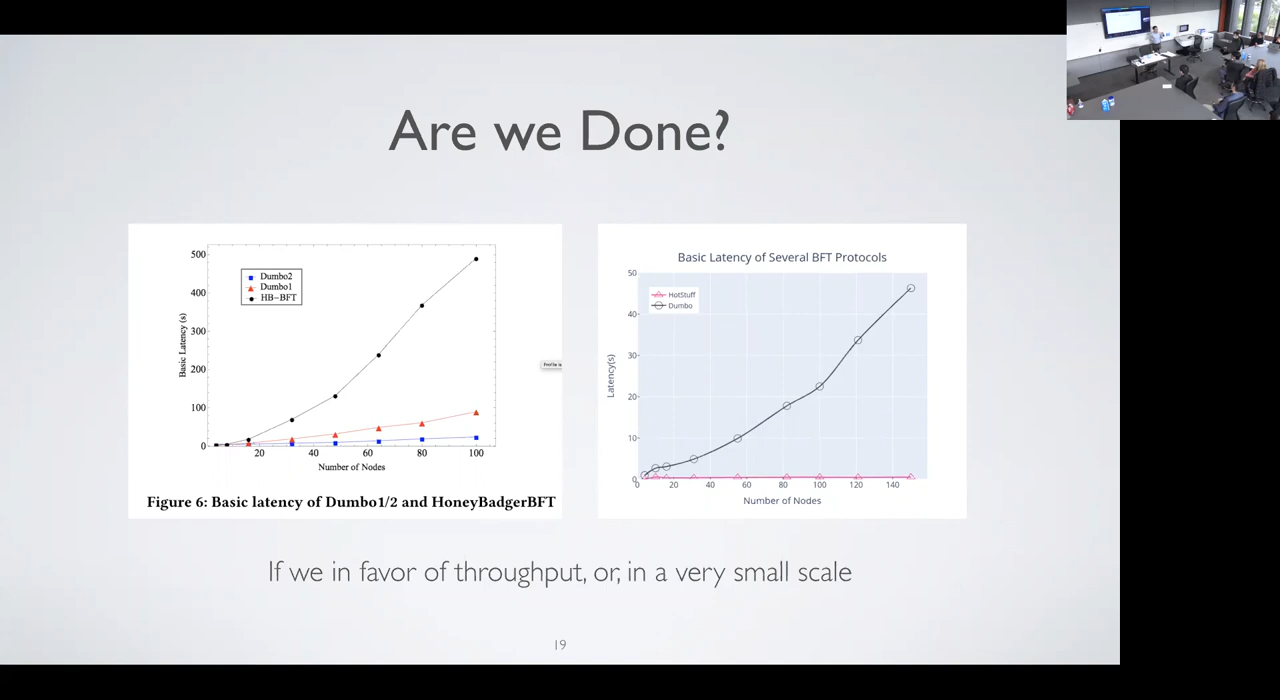 Are we Done?
500
400
300
200
100
0
Basic Latency (s)
Dumbo2
Dumbo1
HB-BFT
20
40
60
80
100
Number of Nodes
Figure 6: Basic latency of Dumbo1/2 and HoneyBadgerBFT
Profile is
Basic Latency of Several BFT Protocols
50
40
30
20
10
0
Latency(s)
HotStuff
Dumbo
0
20
40
60
80
100
120
140
Number of Nodes
If we in favor of throughput, or, in a very small scale
19